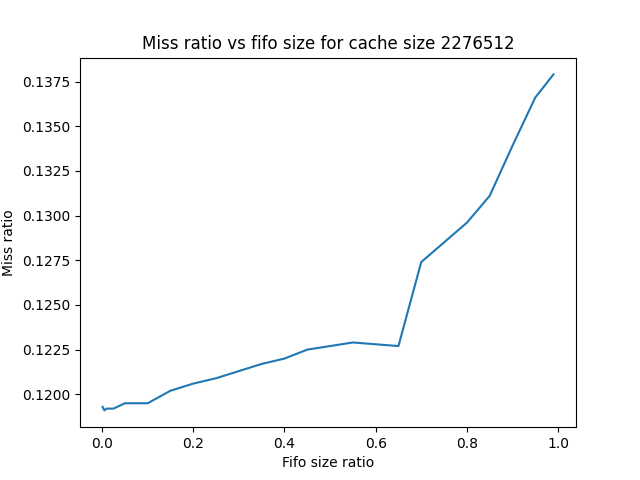 Miss ratio vs fifo size for cache size 2276512
Miss ratio
0.1375
0.1350
0.1325
0.1300
0.1275
0.1250
0.1225
0.1200
0.0 0.2 0.4 0.6 0.8 1.0
Fifo size ratio